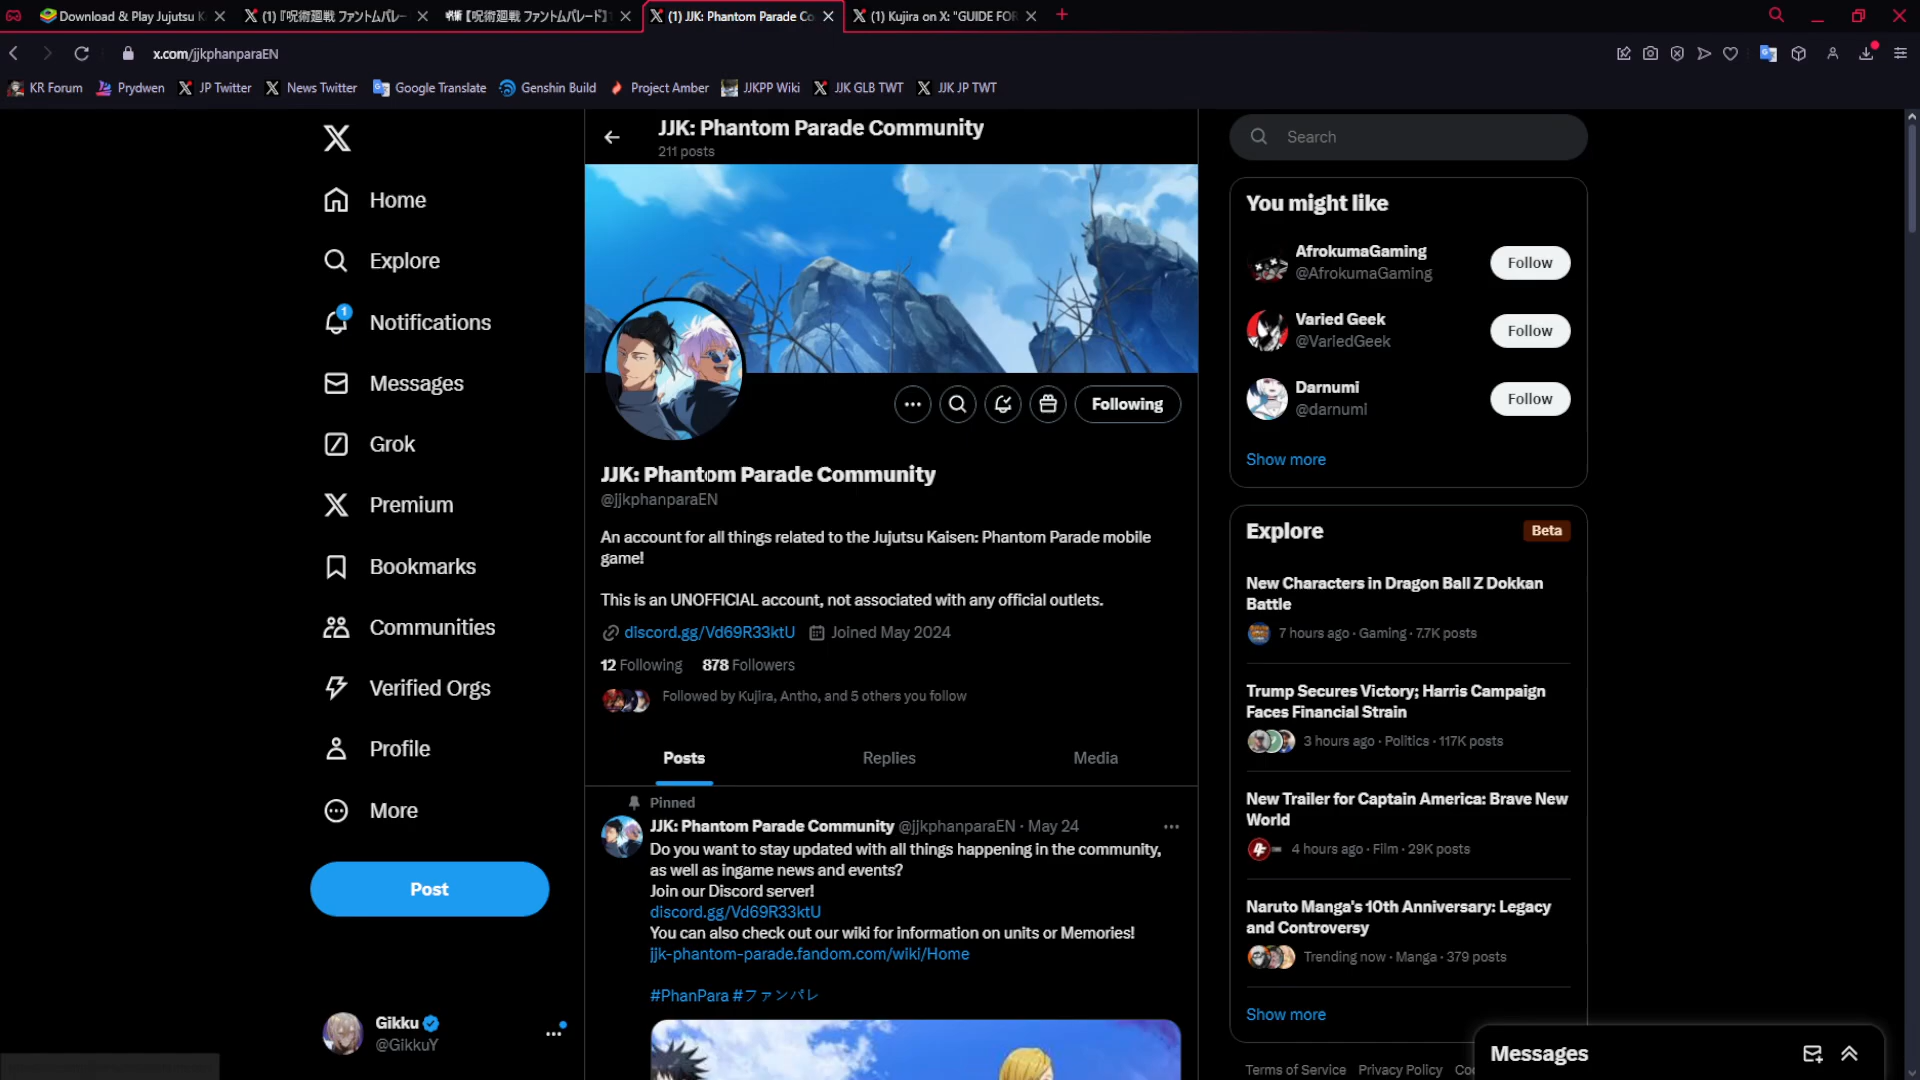 Download & Play Jujutsu K
(1) 『呪術廻戦 ファントムパレー
【呪術廻戦 ファントムパレード】
(1) JJK: Phantom Parade Co
(1) Kujira on X: "GUIDE FOR
x.com/jjkphanparaEN
KR Forum
Prydwen
JP Twitter
News Twitter
Google Translate
Genshin Build
Project Amber
JJKPP Wiki
JJK GLB TWT
JJK JP TWT
Home
Explore
1
Notifications
Messages
Grok
Premium
Bookmarks
Communities
Verified Orgs
Profile
More
Post
Gikku
@GikkuY
JJK: Phantom Parade Community
211 posts
Following
JJK: Phantom Parade Community
@jjkphanparaEN
An account for all things related to the Jujutsu Kaisen: Phantom Parade mobile
game!
This is an UNOFFICIAL account, not associated with any official outlets.
discord.gg/Vd69R33ktU Joined May 2024
12 Following 878 Followers
Followed by Kujira, Antho, and 5 others you follow
Posts
Replies
Media
Pinned
JJK: Phantom Parade Community @jjkphanparaEN · May 24
Do you want to stay updated with all things happening in the community,
as well as ingame news and events?
Join our Discord server!
discord.gg/Vd69R33ktU
You can also check out our wiki for information on units or Memories!
jjk-phantom-parade.fandom.com/wiki/Home
#PhanPara #ファンパレ
Search
You might like
AfrokumaGaming
@AfrokumaGaming
Follow
Varied Geek
@VariedGeek
Follow
Darnumi
@darnumi
Follow
Show more
Explore
Beta
New Characters in Dragon Ball Z Dokkan
Battle
7 hours ago · Gaming · 7.7K posts
Trump Secures Victory; Harris Campaign
Faces Financial Strain
3 hours ago · Politics · 117K posts
New Trailer for Captain America: Brave New
World
4 hours ago · Film · 29K posts
Naruto Manga's 10th Anniversary: Legacy
and Controversy
Trending now · Manga · 379 posts
Show more
Terms of Service Privacy Policy Coo
Messages